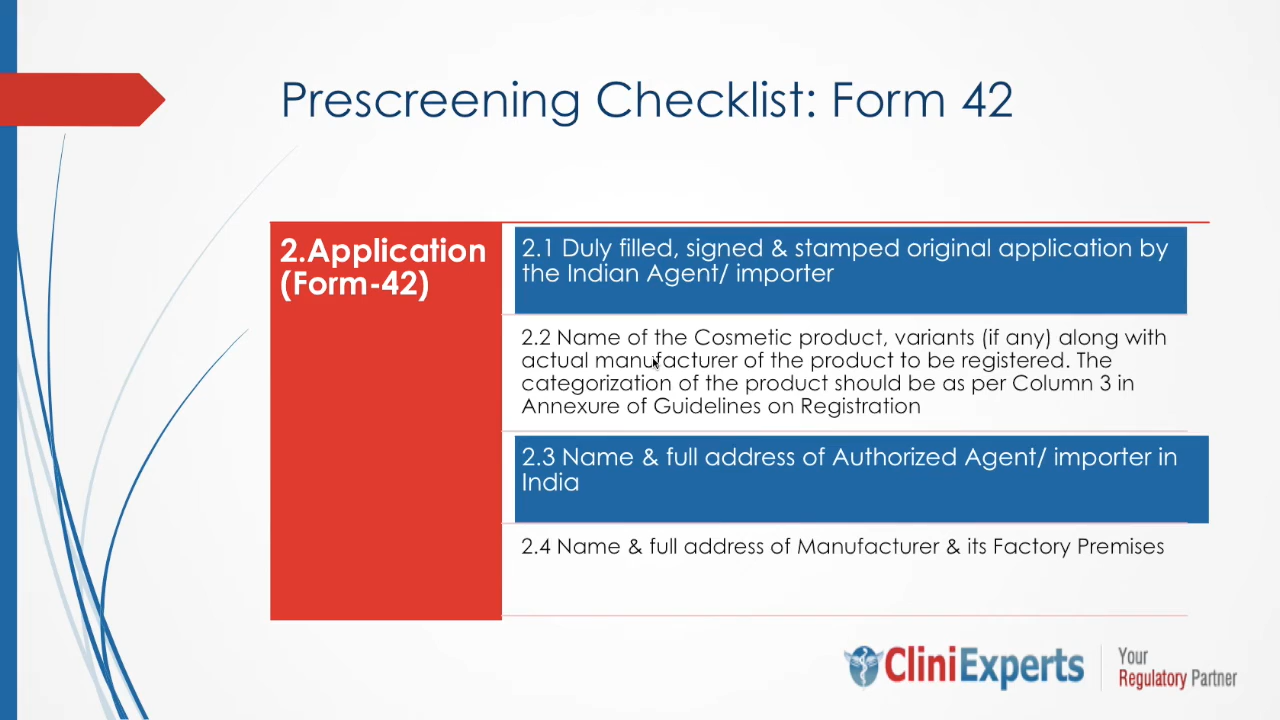 Prescreening Checklist: Form 42
2.Application
(Form-42)
2.1 Duly filled, signed & stamped original application by
the Indian Agent/ importer
2.2 Name of the Cosmetic product, variants (if any) along with
actual manufacturer of the product to be registered. The
categorization of the product should be as per Column 3 in
Annexure of Guidelines on Registration
2.3 Name & full address of Authorized Agent/ importer in
India
2.4 Name & full address of Manufacturer & its Factory Premises
CliniExperts
Your
Regulatory Partner